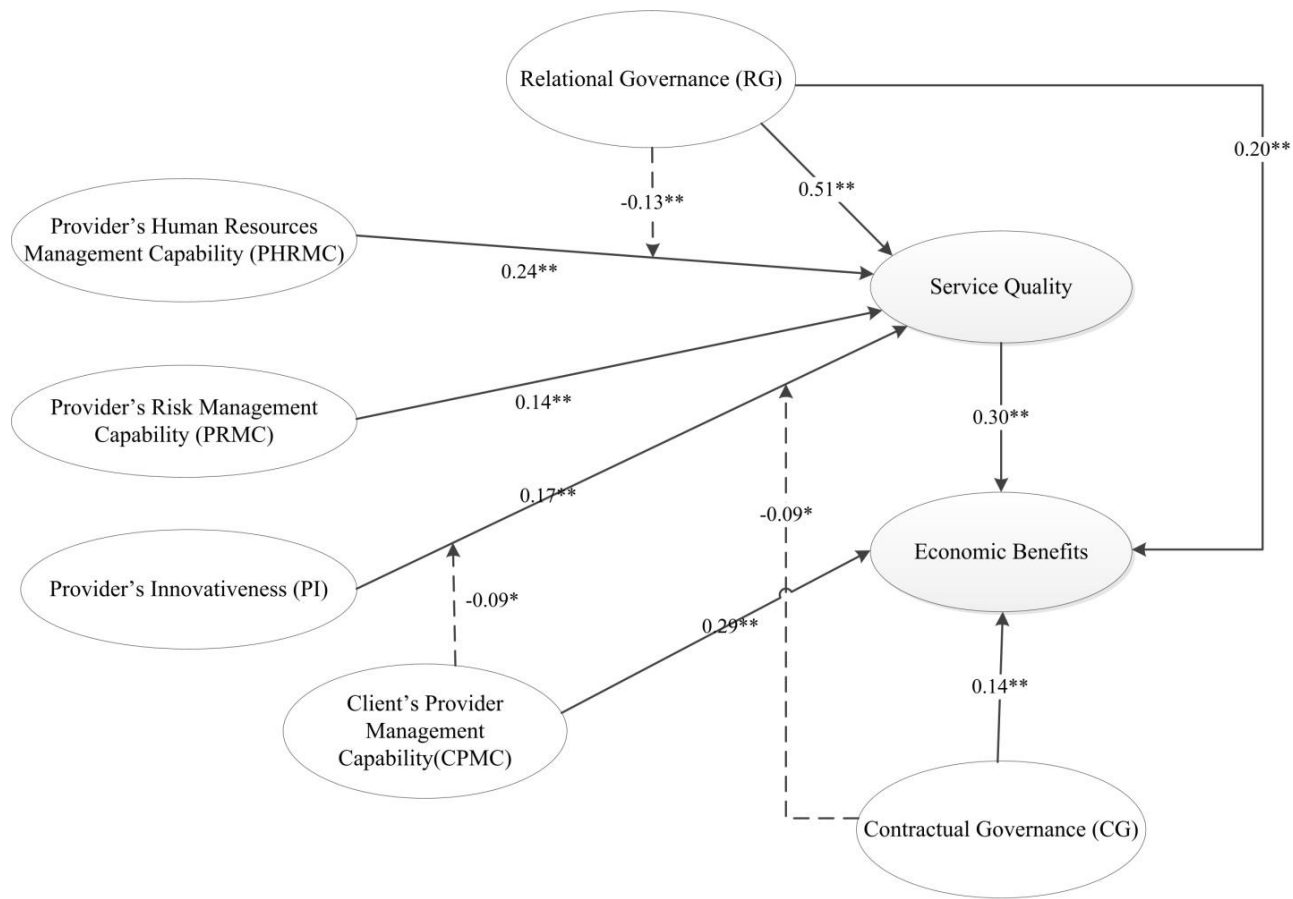 Relational Governance (RG)
0.20**
0.51**
-0.13**
Provider’s Human Resources
Management Capability (PHRMC)
0.24**
Service Quality
Provider’s Risk Management
Capability (PRMC)
0.14**
0.30**
0.17**
-0.09*
Economic Benefits
Provider’s Innovativeness (PI)
-0.09*
0.29**
Client’s Provider
Management
Capability(CPMC)
0.14**
Contractual Governance (CG)